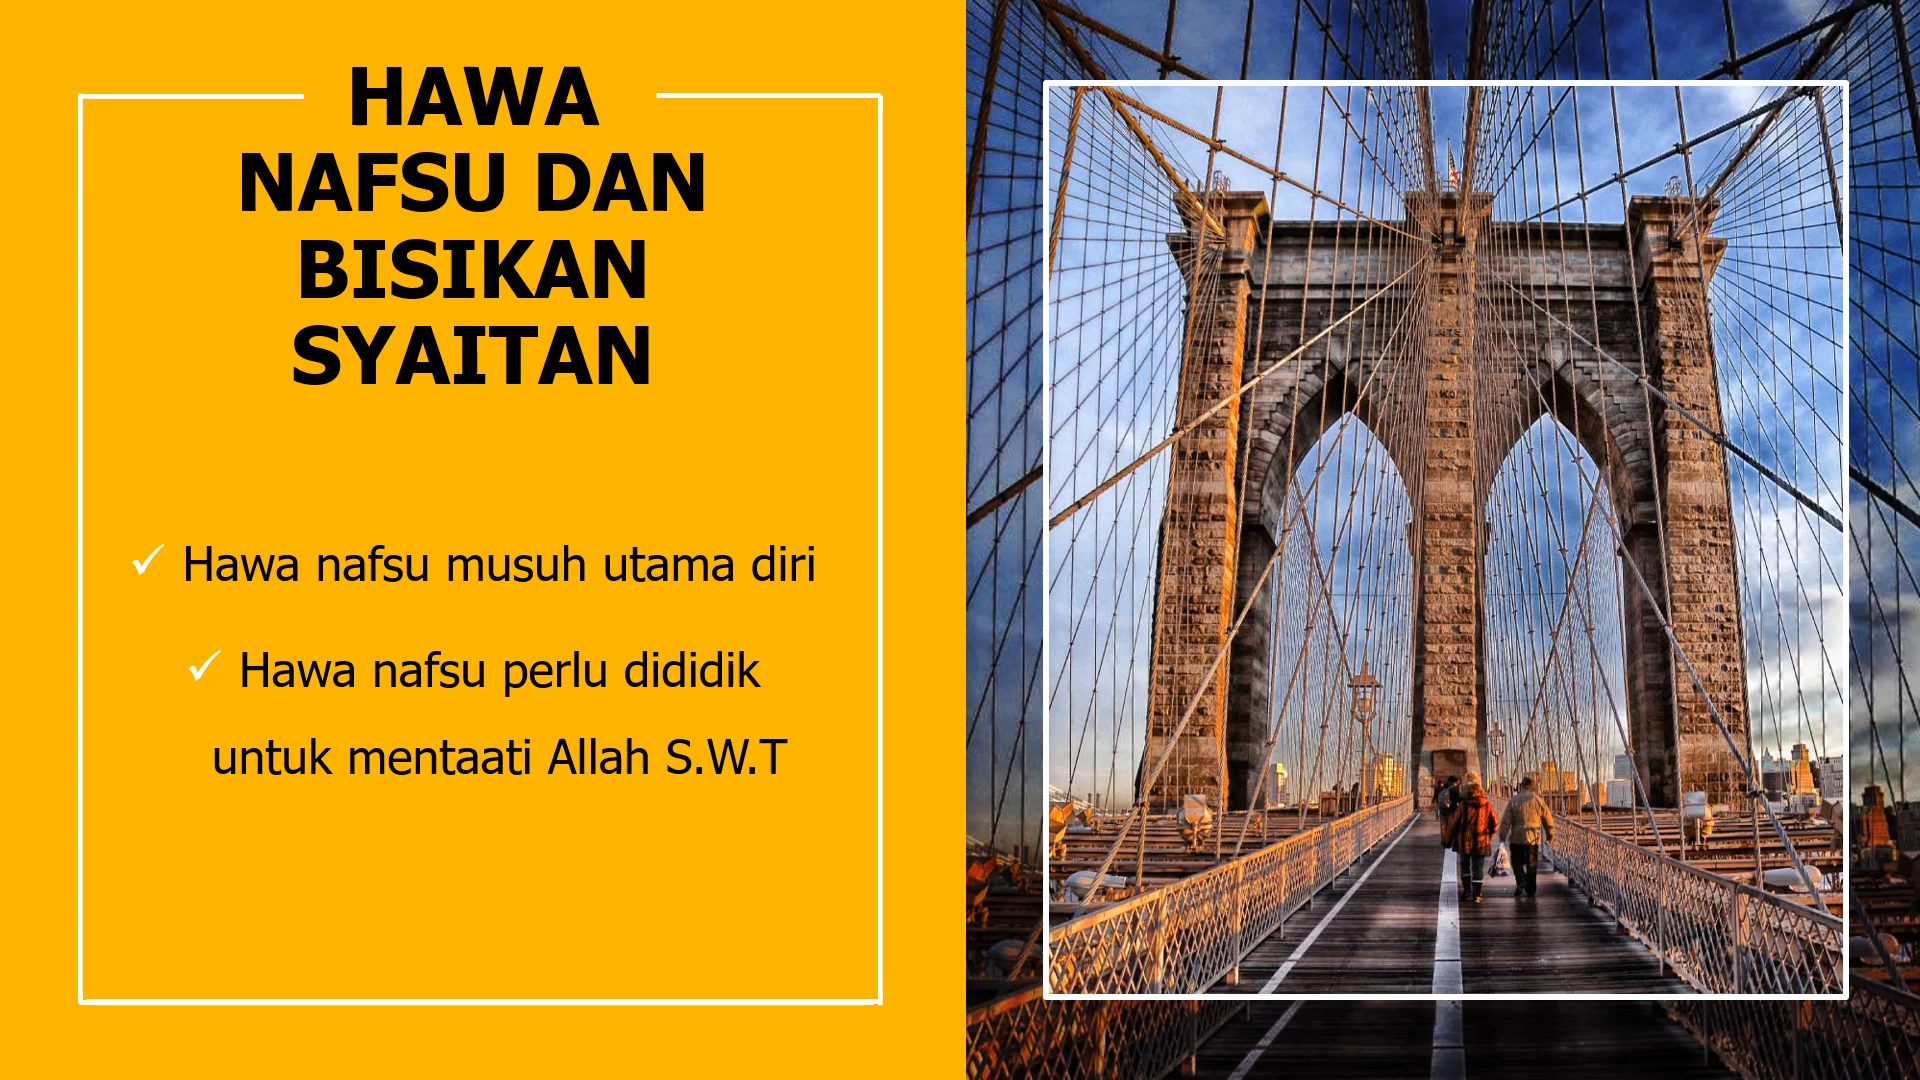 HAWA
NAFSU DAN
BISIKAN
SYAITAN
✓ Hawa nafsu musuh utama diri
✓ Hawa nafsu perlu dididik
untuk mentaati Allah S.W.T